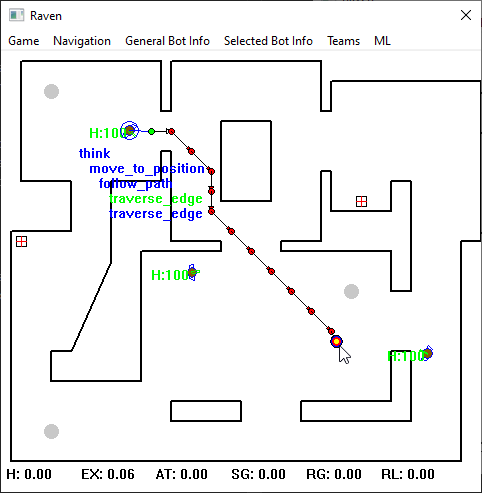 Raven
Game Navigation General Bot Info Selected Bot Info Teams ML
H:100
think
move_to_position
follow_path
traverse_edge
traverse_edge
H:100
H:100
H: 0.00 EX: 0.06 AT: 0.00 SG: 0.00 RG: 0.00 RL: 0.00